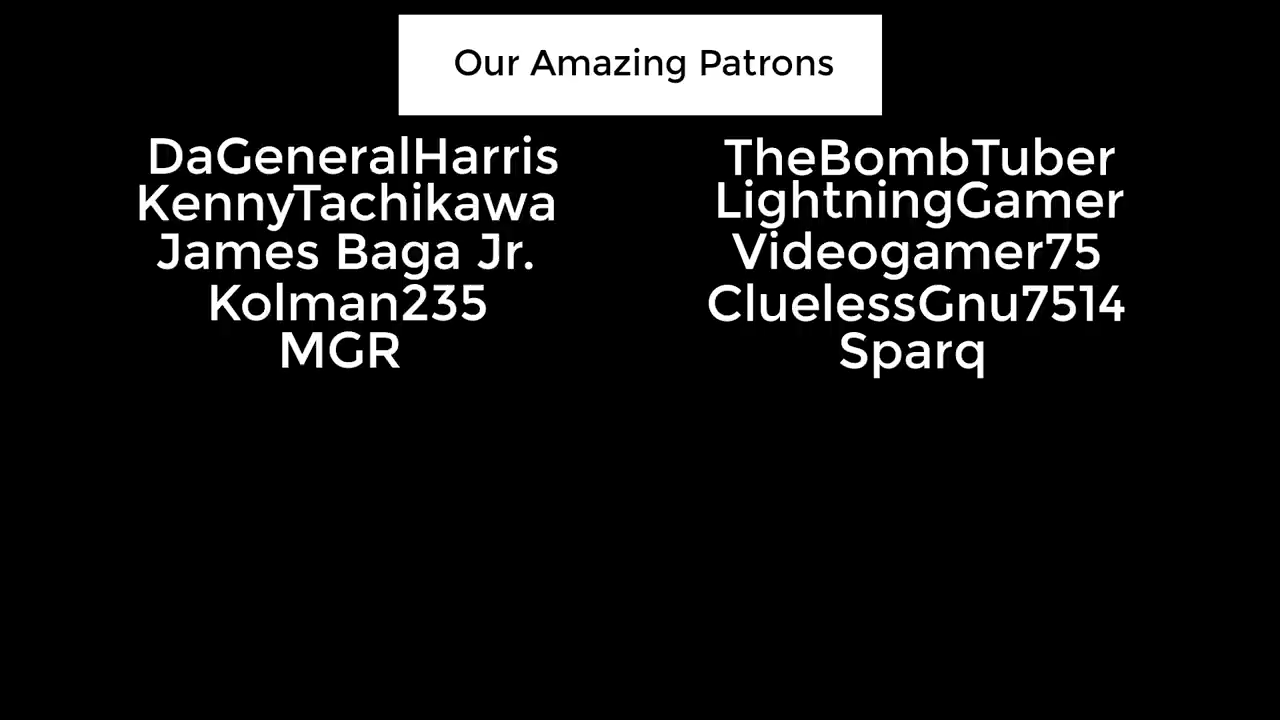 Our Amazing Patrons
DaGeneralHarris
KennyTachikawa
James Baga Jr.
Kolman235
MGR
TheBombTuber
LightningGamer
Videogamer75
CluelessGnu7514
Sparq